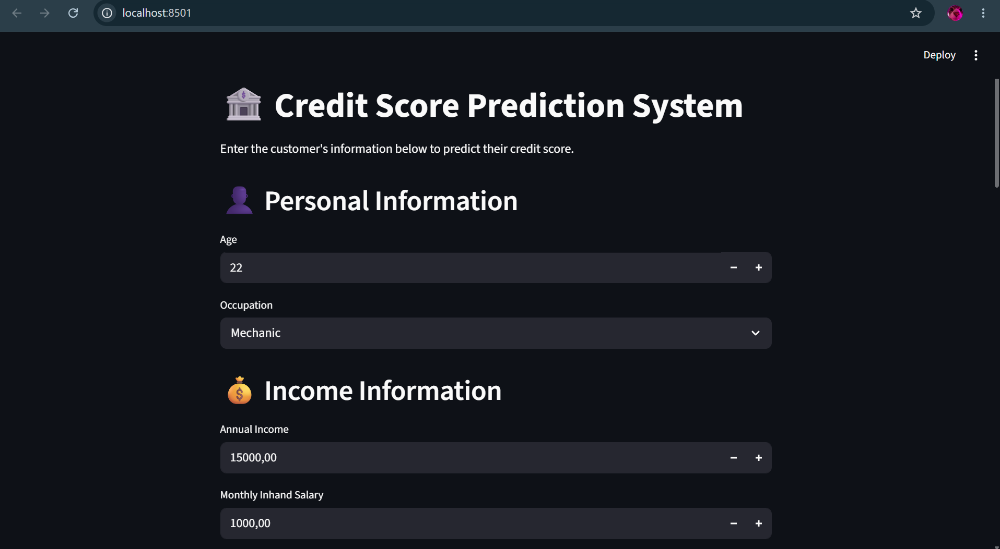 localhost:8501
Deploy
Credit Score Prediction System
Enter the customer's information below to predict their credit score.
Personal Information
Age
22
Occupation
Mechanic
Income Information
Annual Income
15000,00
Monthly Inhand Salary
1000,00